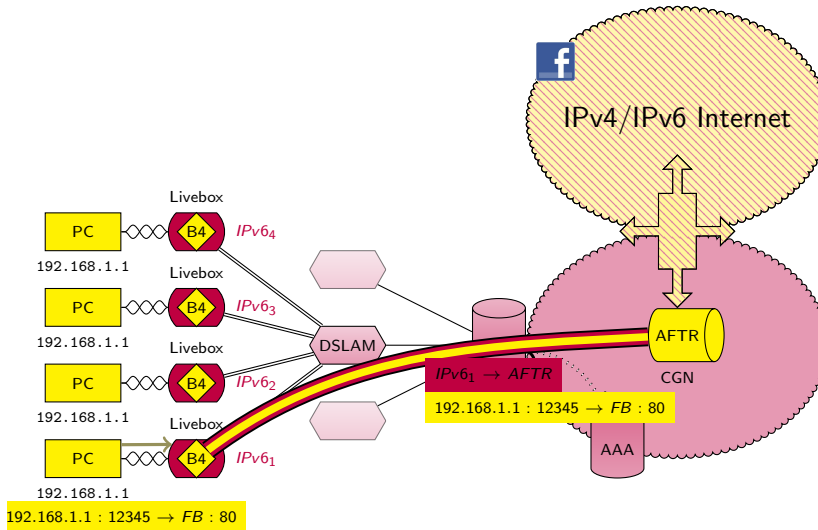 f
IPv4/IPv6 Internet
Livebox
PC
B4
IPv6₄
192.168.1.1
Livebox
PC
B4
IPv6₃
192.168.1.1
Livebox
PC
B4
IPv6₂
192.168.1.1
Livebox
PC
B4
IPv6₁
192.168.1.1
192.168.1.1 : 12345 → FB : 80
DSLAM
AFTR
CGN
IPv6₁ → AFTR
192.168.1.1 : 12345 → FB : 80
AAA